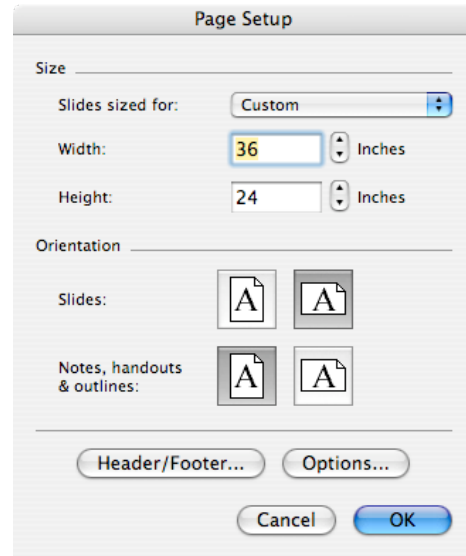 Page Setup
Size
Slides sized for: Custom
Width: 36 Inches
Height: 24 Inches
Orientation
Slides: A A
Notes, handouts
& outlines: A A
Header/Footer... Options...
Cancel OK